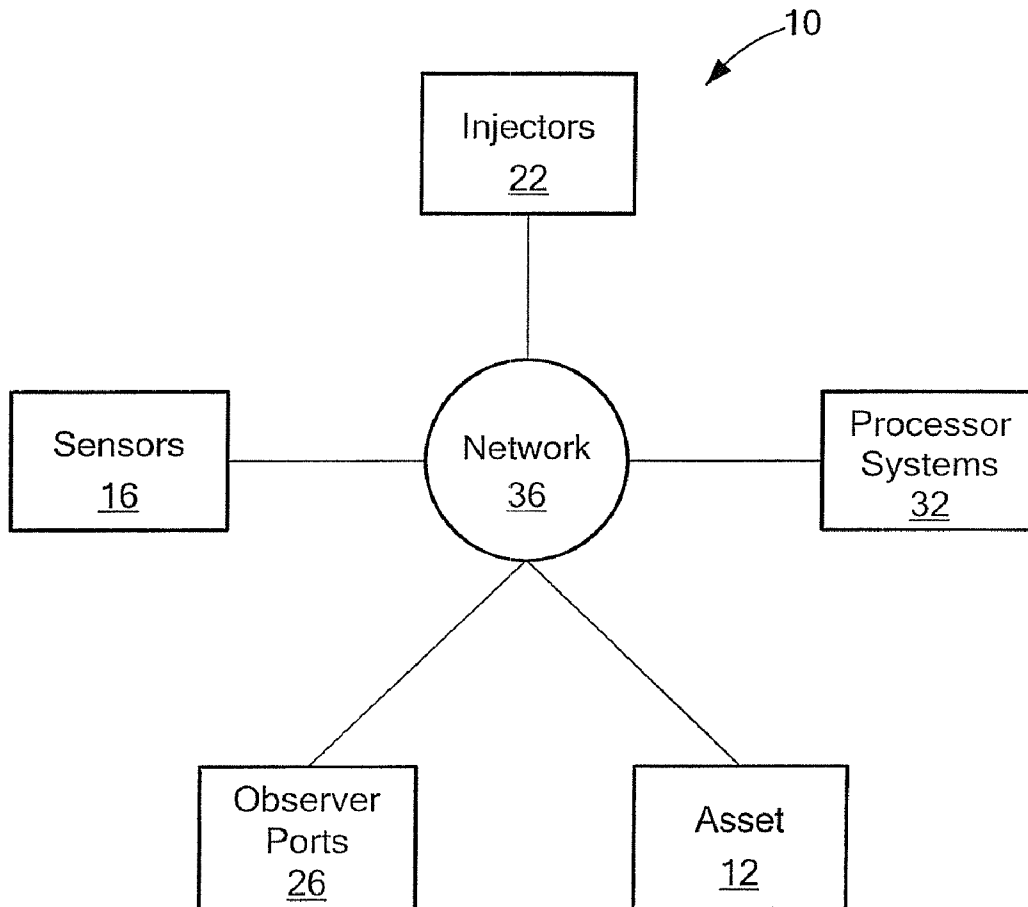 10
Injectors
22
Sensors
16
Network
36
Processor
Systems
32
Observer
Ports
26
Asset
12